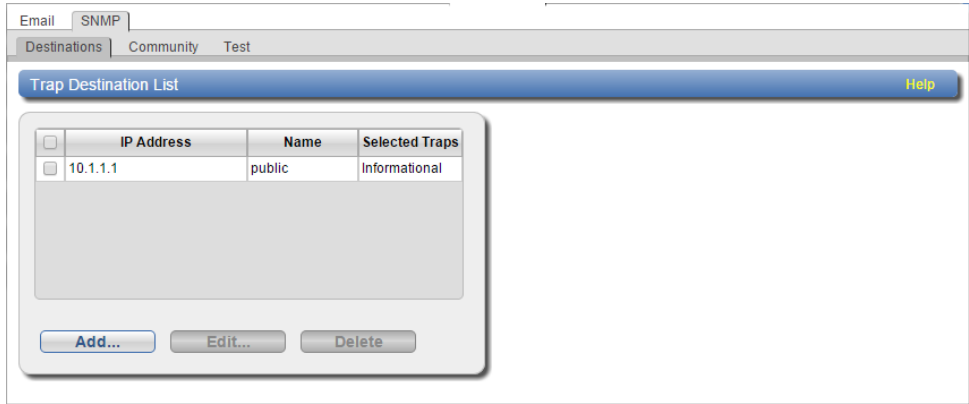 Email SNMP
Destinations Community Test
Trap Destination List Help
IP Address Name Selected Traps
10.1.1.1 public Informational
Add... Edit... Delete